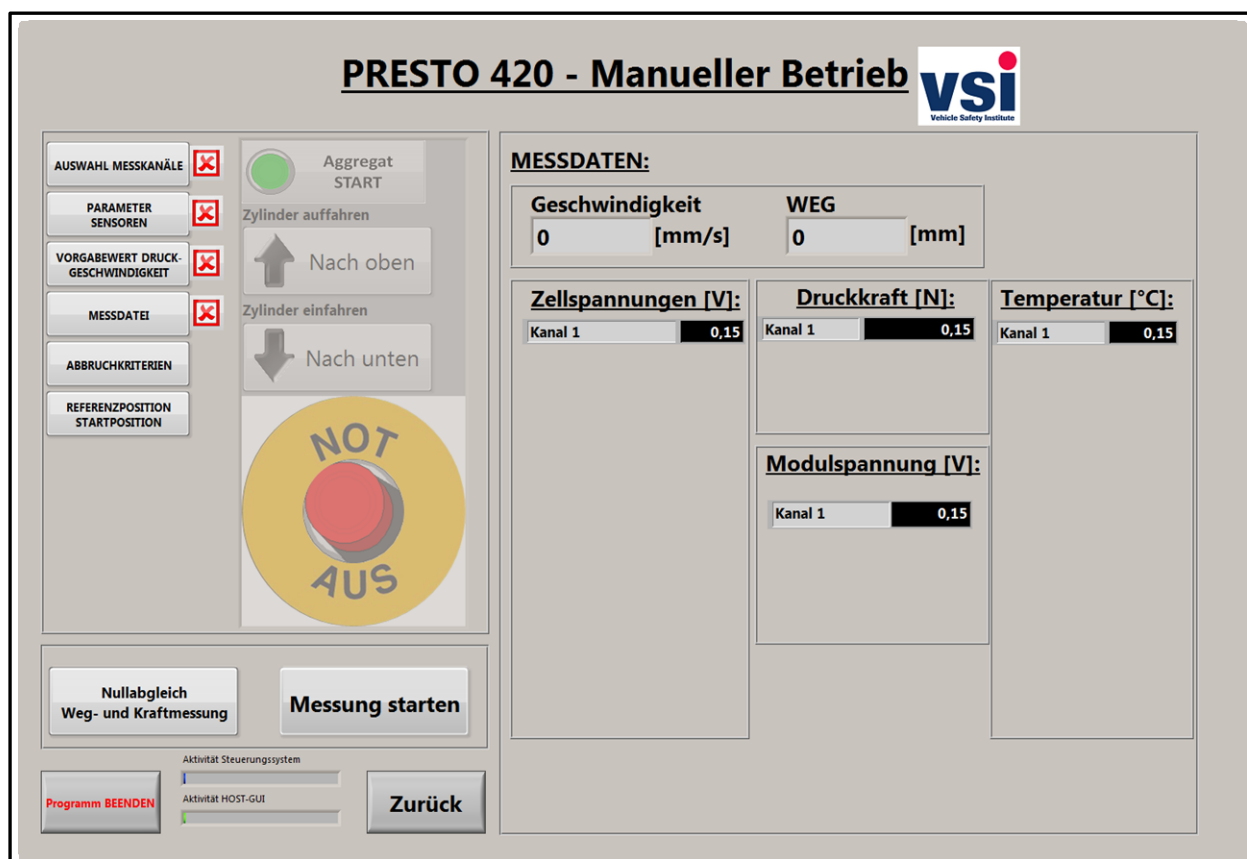 PRESTO 420 - Manueller Betrieb
vsi
Vehicle Safety Institute
AUSWAHL MESSKANÄLE
PARAMETER
SENSOREN
VORGABEWERT DRUCK-
GESCHWINDIGKEIT
MESSDATEI
ABBRUCHKRITERIEN
REFERENZPOSITION
STARTPOSITION
Aggregat
START
Zylinder auffahren
Nach oben
Zylinder einfahren
Nach unten
NOT
AUS
Nullabgleich
Weg- und Kraftmessung
Messung starten
Programm BEENDEN
Aktivität Steuerungssystem
Aktivität HOST-GUI
Zurück
MESSDATEN:
Geschwindigkeit
0 [mm/s]
WEG
0 [mm]
Zellspannungen [V]:
Kanal 1 0,15
Druckkraft [N]:
Kanal 1 0,15
Modulspannung [V]:
Kanal 1 0,15
Temperatur [°C]:
Kanal 1 0,15